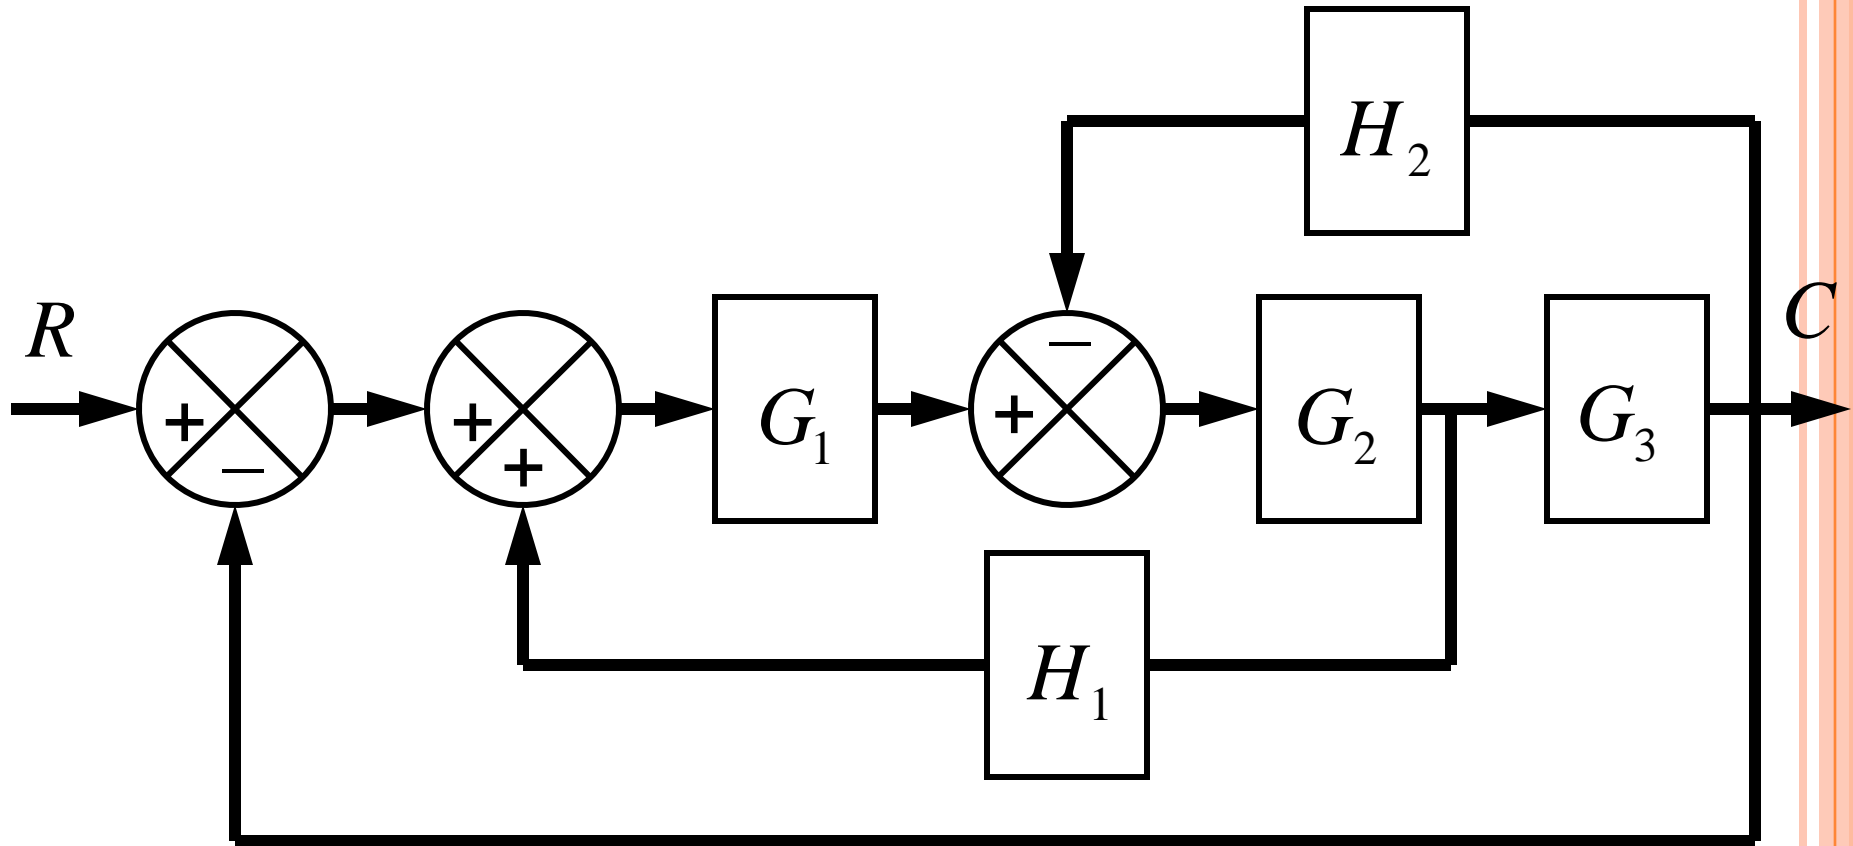 H₂
R
C
−
+ + G₁ + G₂ G₃
− +
H₁